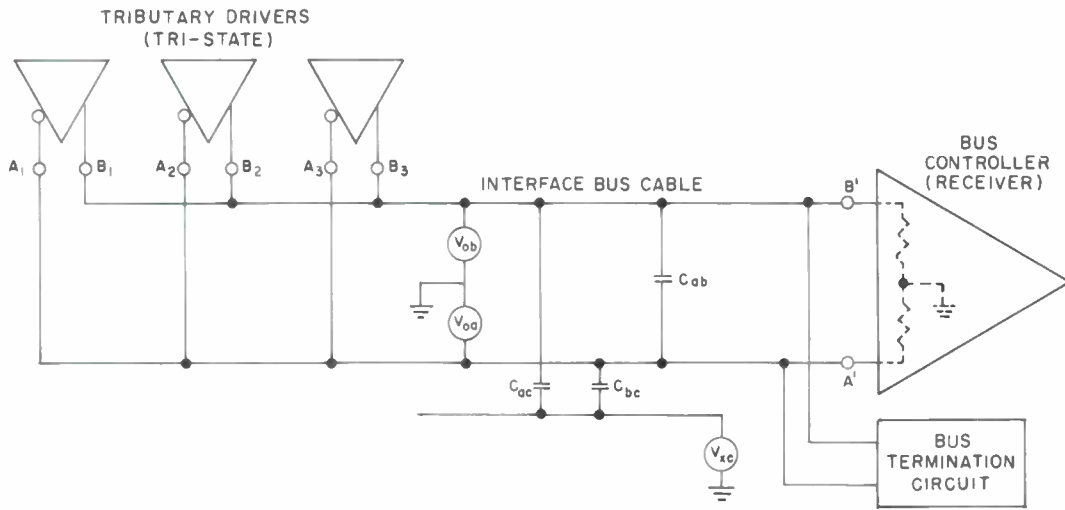 TRIBUTARY DRIVERS
(TRI-STATE)
A1
B1
A2
B2
A3
B3
INTERFACE BUS CABLE
BUS
CONTROLLER
(RECEIVER)
B'
Vob
Voa
Cab
A'
Cac
Cbc
Vxc
BUS
TERMINATION
CIRCUIT